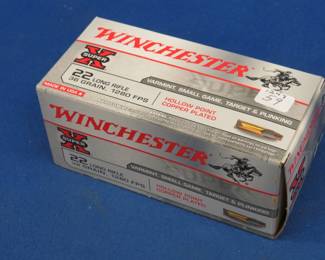 WINCHESTER
SUPER X
22 LONG RIFLE
36 GRAIN, 1280 FPS
MADE IN USA
VARMINT, SMALL GAME, TARGET & PLINKING
HOLLOW POINT
COPPER PLATED
WINCHESTER
SUPER X
22 LONG RIFLE
36 GRAIN, 1280 FPS
VARMINT, SMALL GAME, TARGET & PLINKING
HOLLOW POINT
COPPER PLATED